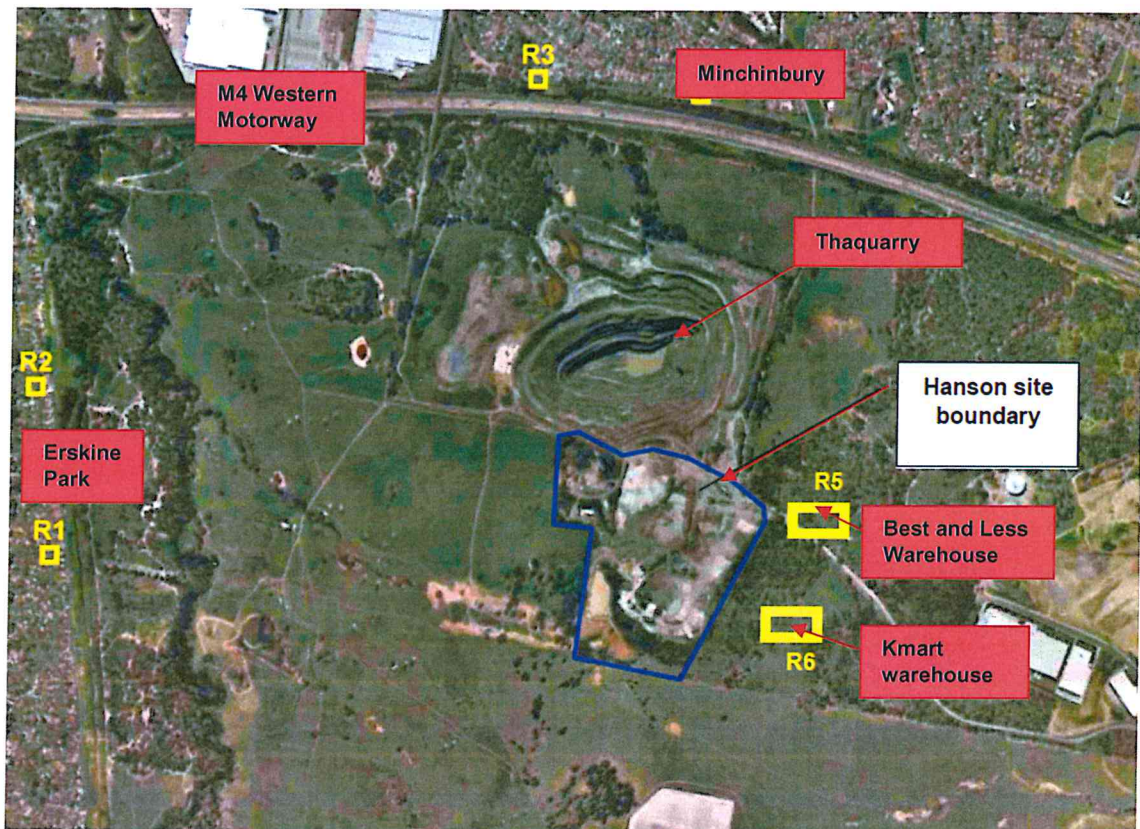 R3
Minchinbury
M4 Western
Motorway
Thaquarry
R2
Hanson site
boundary
Erskine
Park
R5
R1
Best and Less
Warehouse
R6
Kmart
warehouse